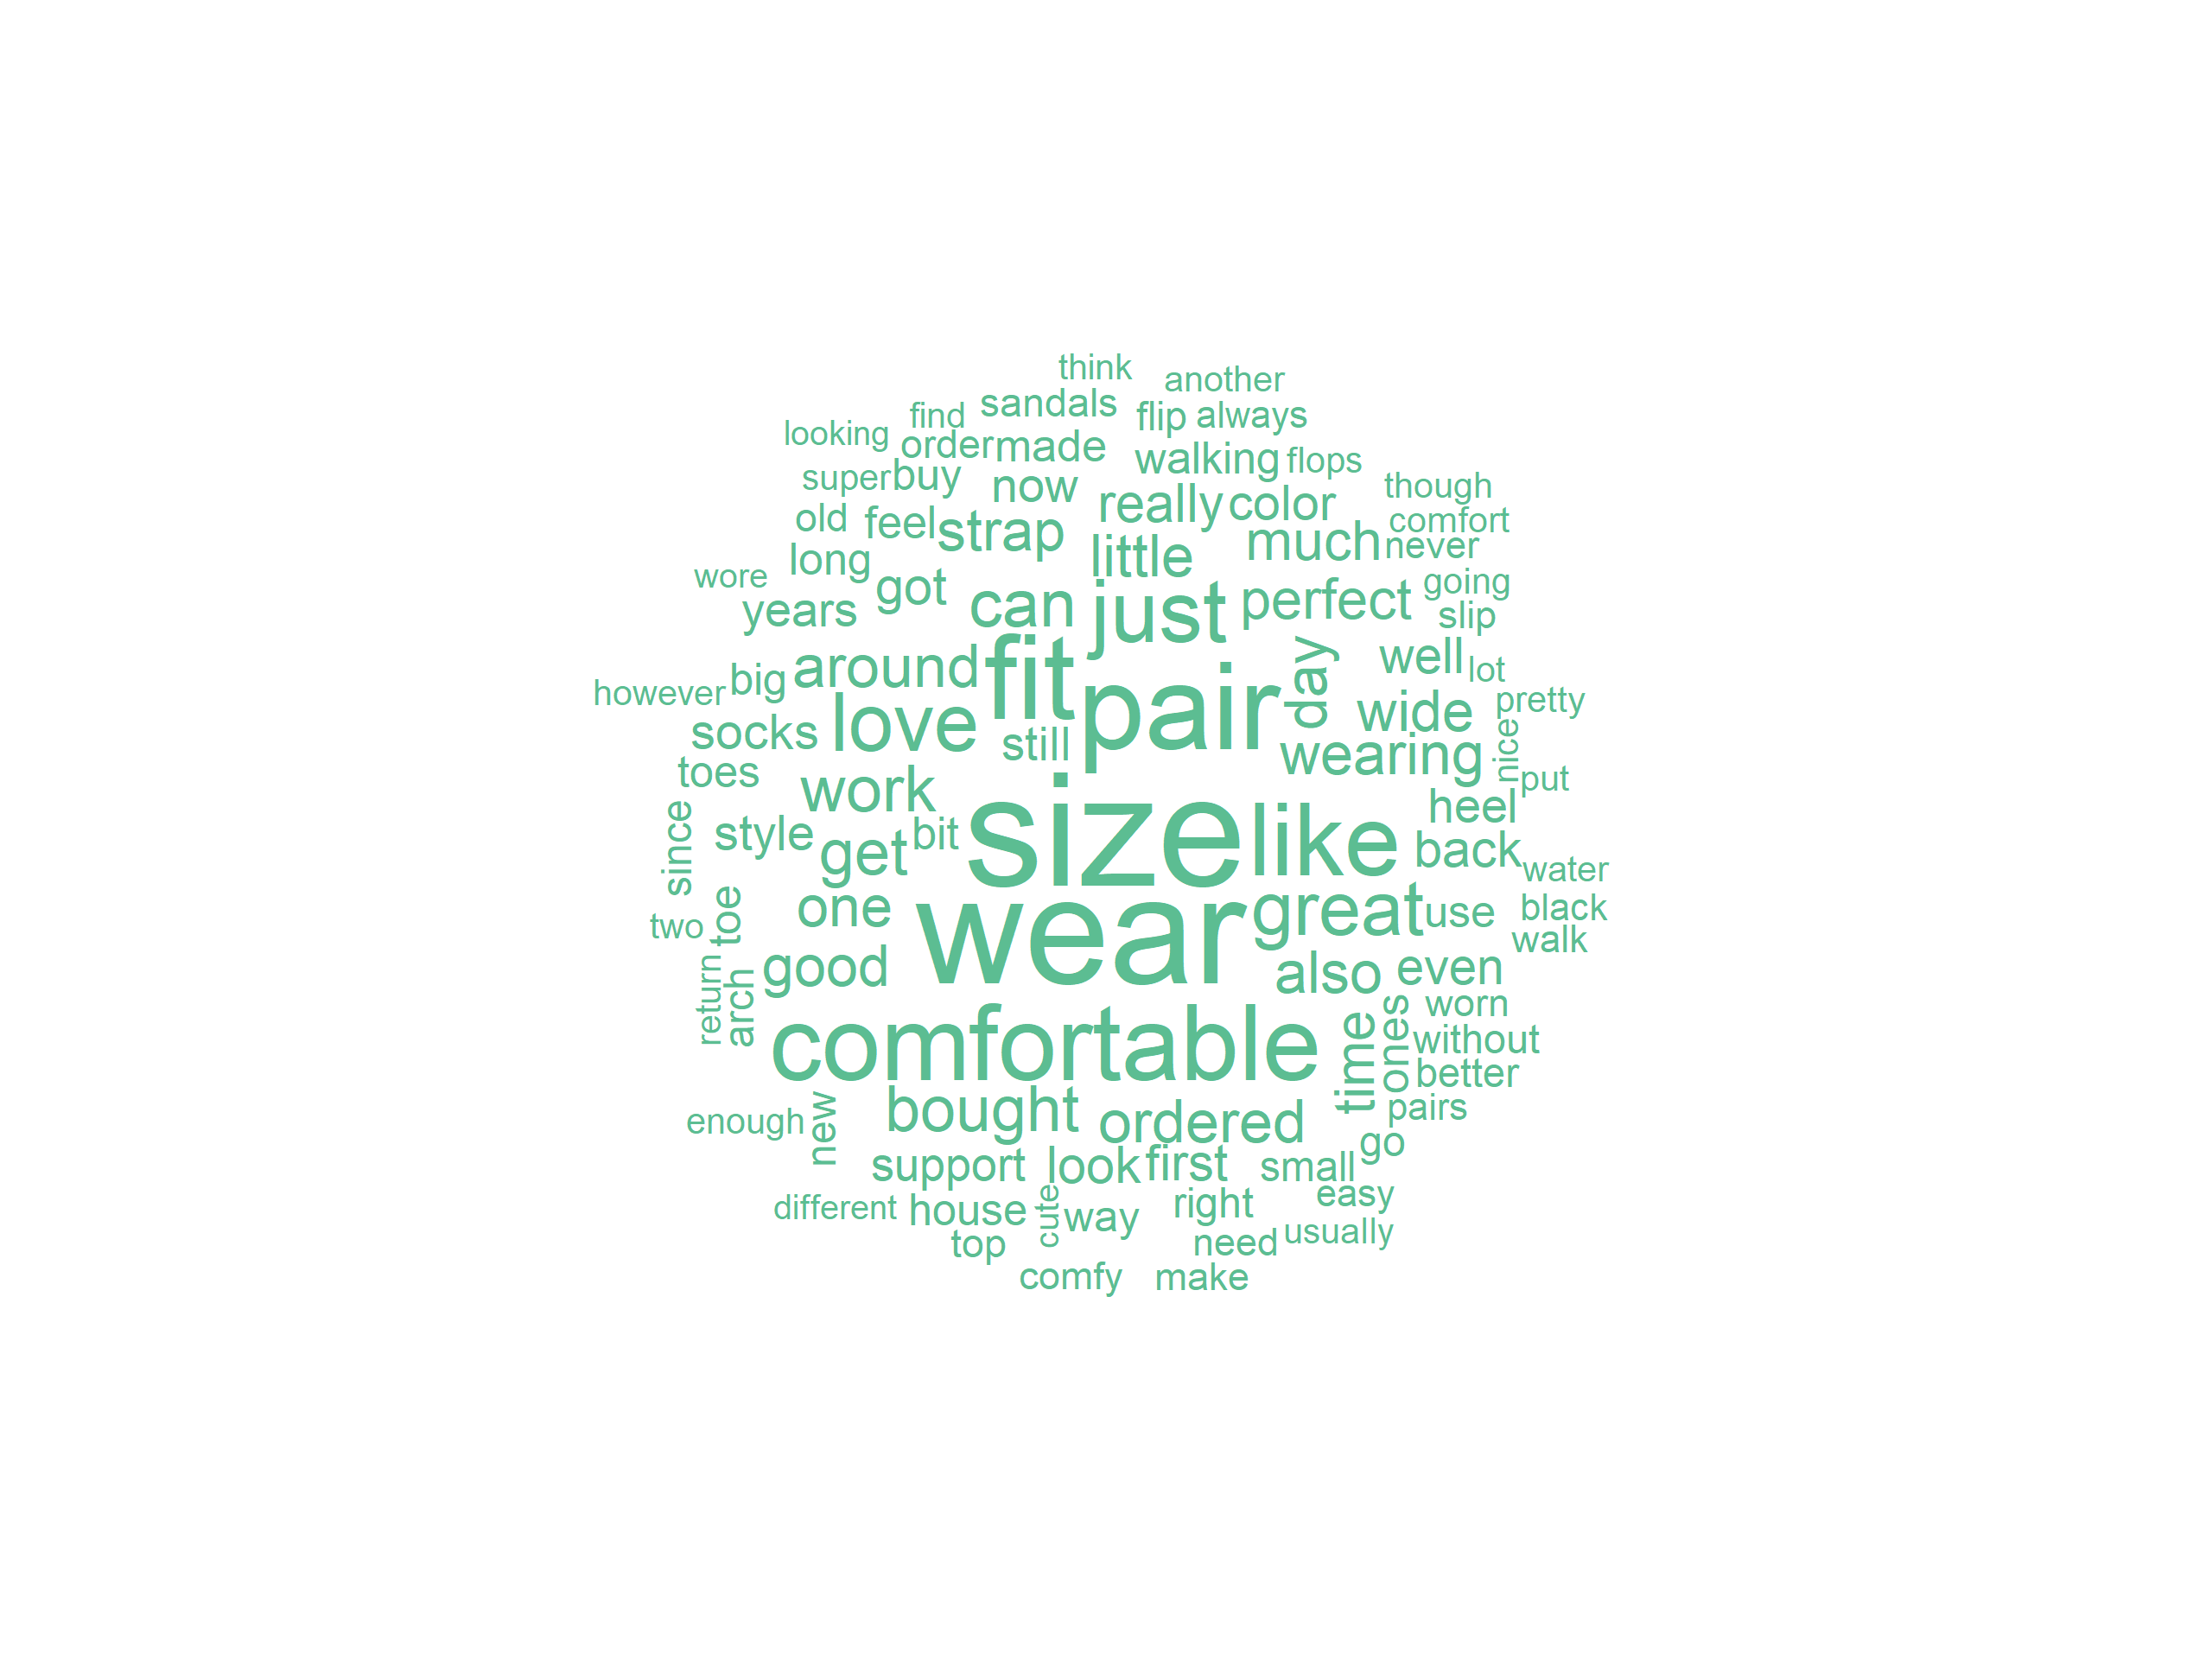 think
another
find
sandals
flip
always
looking
order
made
walking
flops
super
buy
now
really
color
though
old
feel
strap
comfort
much
never
little
long
wore
got
can
just
perfect
going
slip
years
fit
day
well
lot
around
big
however
pair
pretty
love
socks
still
wide
wearing
nice
toes
work
put
since
style
get
bit
size
like
heel
back
water
two
toe
one
wear
great
use
black
walk
good
also
even
return
arch
comfortable
time
ones
worn
without
better
enough
new
bought
ordered
pairs
go
support
look
first
small
different
house
cute
way
right
easy
top
need
usually
comfy
make